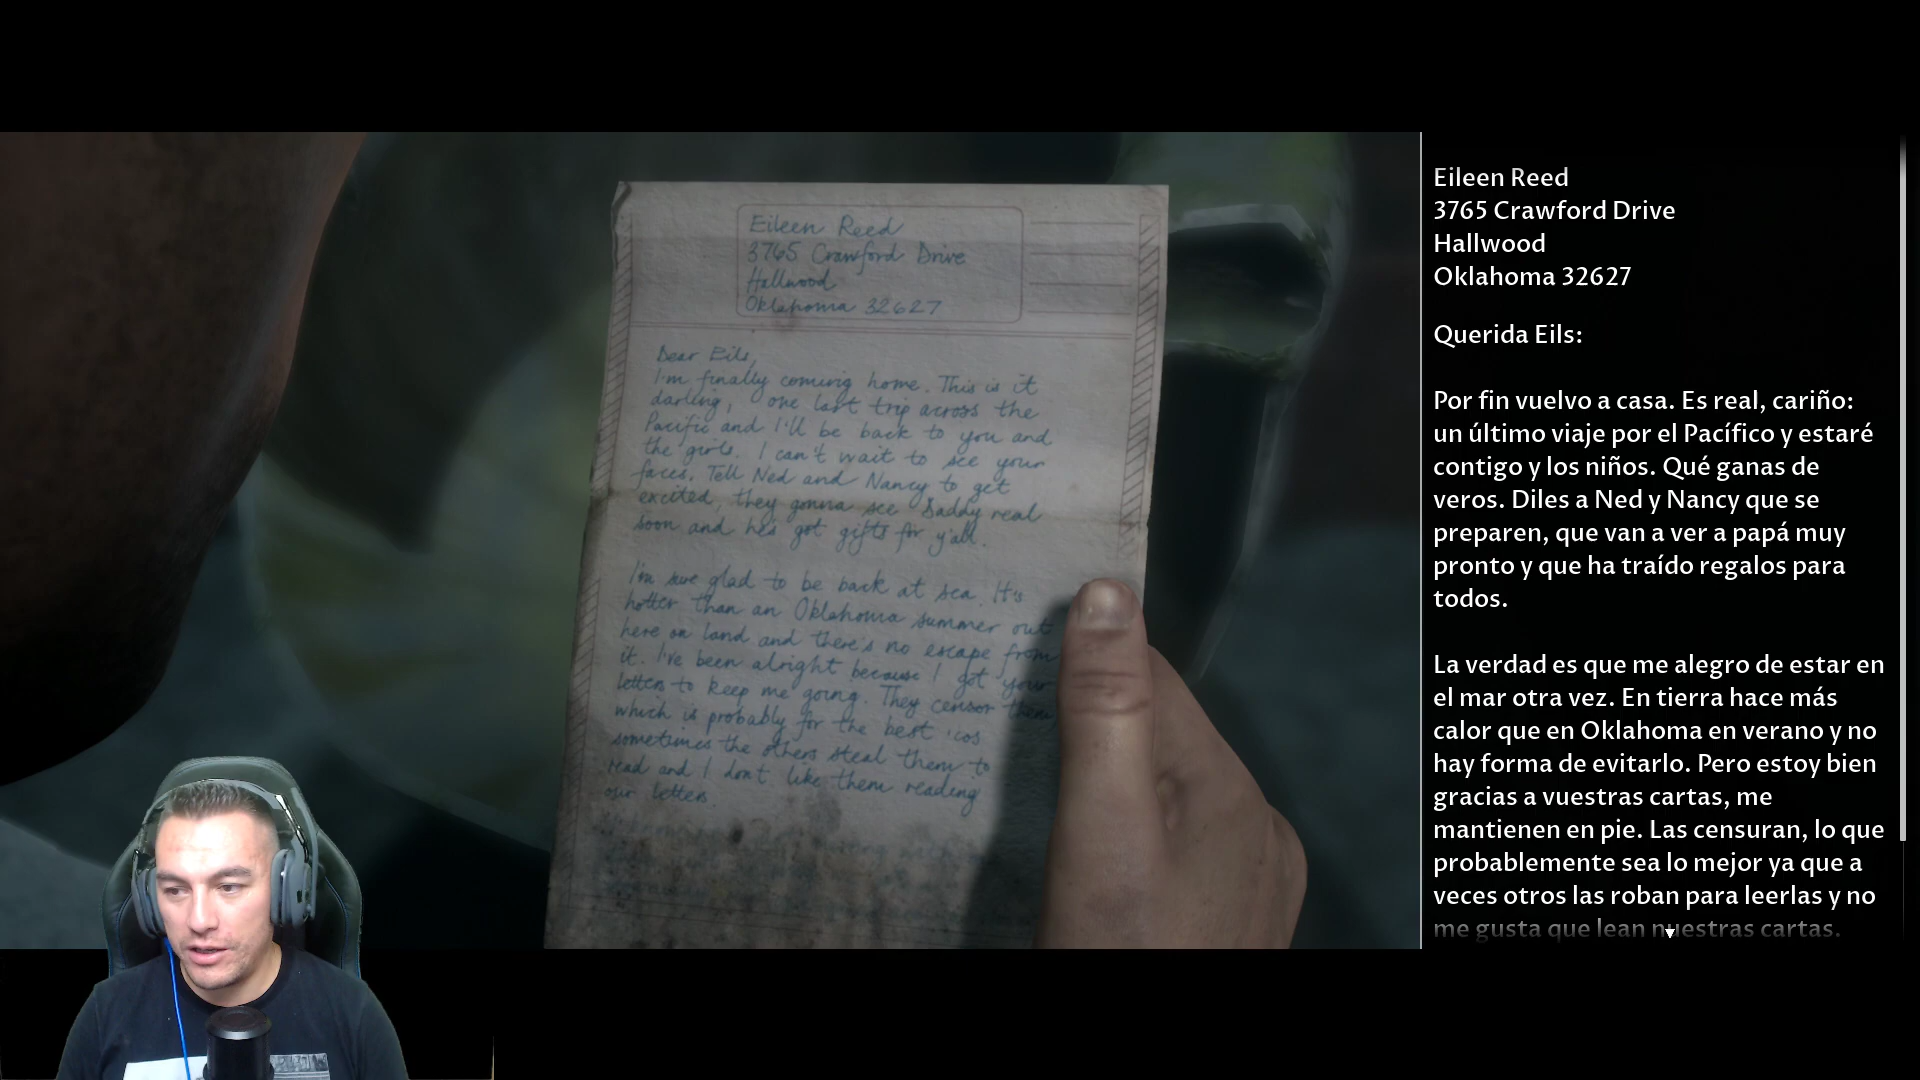 Eileen Reed
3765 Crawford Drive
Hallwood
Oklahoma 32627
Dear Eils,
I'm finally coming home. This is it
darling, one last trip across the
Pacific and I'll be back to you and
the girls. I can't wait to see your
faces. Tell Ned and Nancy to get
excited, they gonna see Daddy real
soon and he's got gifts for y'all.
I'm sure glad to be back at sea. It's
hotter than an Oklahoma summer out
here on land and there's no escape from
it. I've been alright because I got your
letters to keep me going. They censor them
which is probably for the best 'cos
sometimes the others steal them to
read and I don't like them reading
our letters
Eileen Reed
3765 Crawford Drive
Hallwood
Oklahoma 32627
Querida Eils:
Por fin vuelvo a casa. Es real, cariño:
un último viaje por el Pacífico y estaré
contigo y los niños. Qué ganas de
veros. Diles a Ned y Nancy que se
preparen, que van a ver a papá muy
pronto y que ha traído regalos para
todos.
La verdad es que me alegro de estar en
el mar otra vez. En tierra hace más
calor que en Oklahoma en verano y no
hay forma de evitarlo. Pero estoy bien
gracias a vuestras cartas, me
mantienen en pie. Las censuran, lo que
probablemente sea lo mejor ya que a
veces otros las roban para leerlas y no
me gusta que lean nuestras cartas.